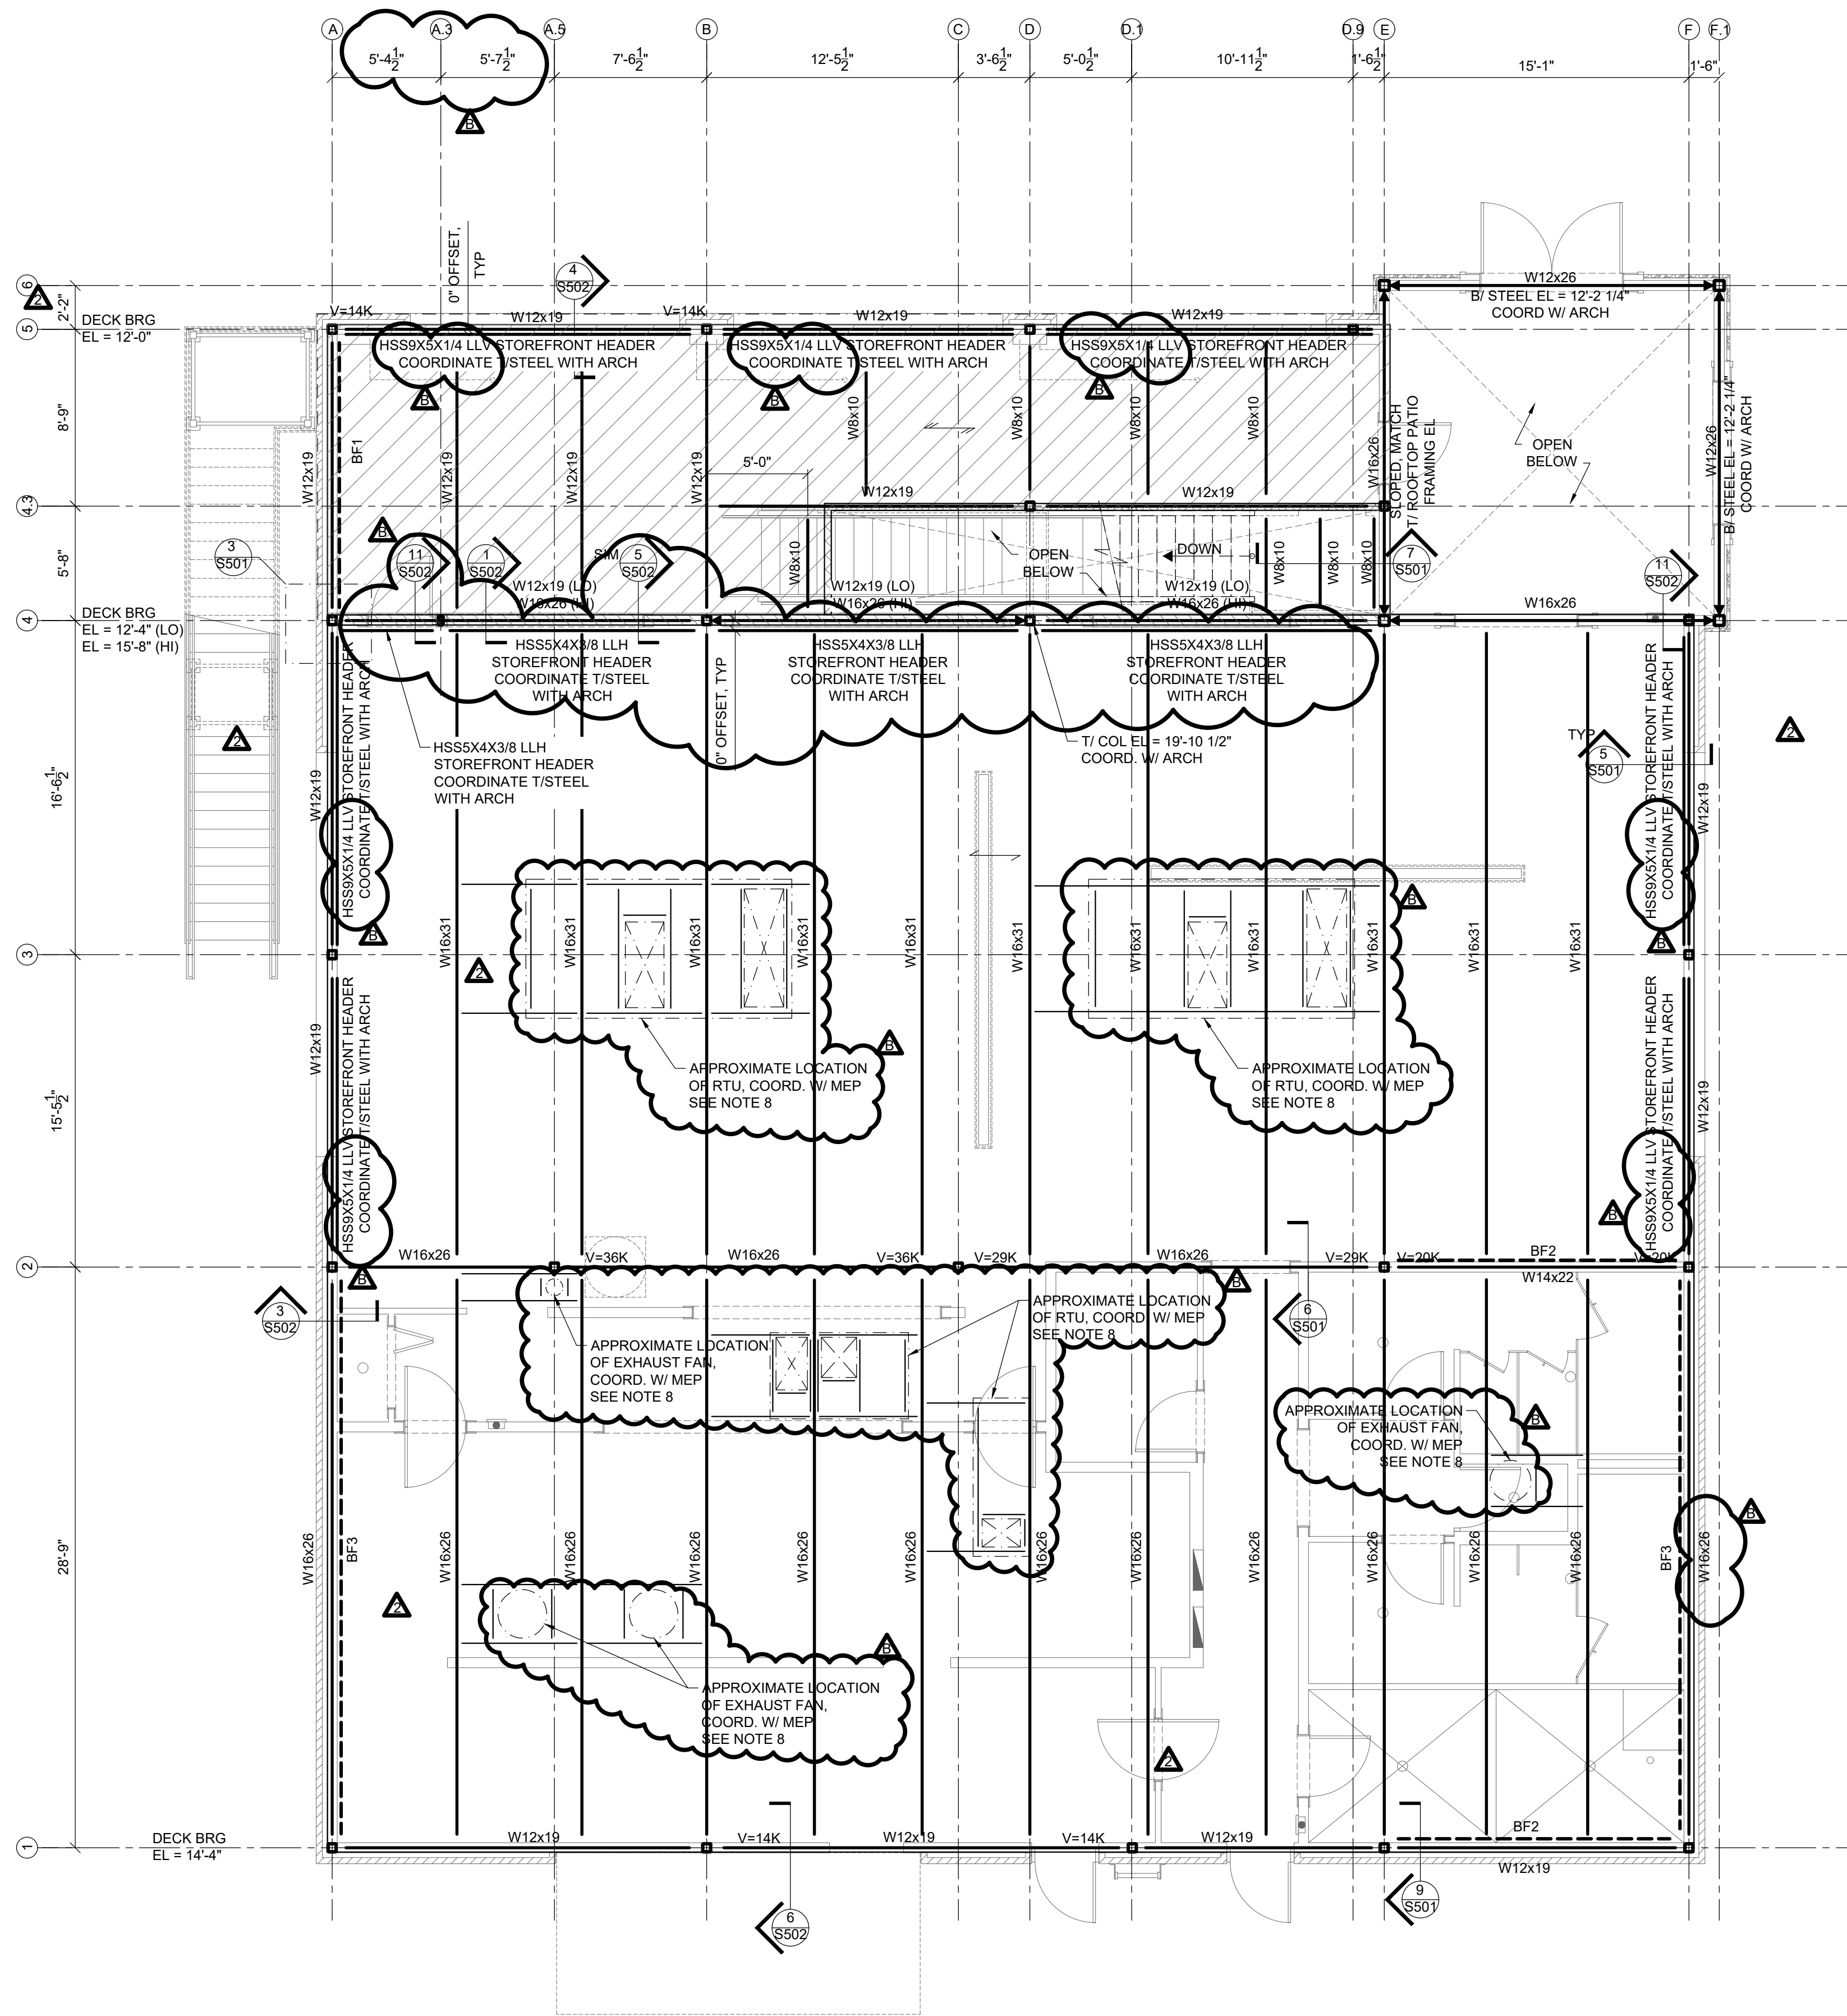 A
A.3
A.5
B
C
D
D.1
D.9
E
F
F.1
5'-4 1/2"
5'-7 1/2"
7'-6 1/2"
12'-5 1/2"
3'-6 1/2"
5'-0 1/2"
10'-11 1/2"
1'-6 1/2"
15'-1"
1'-6"
B
0" OFFSET,
TYP
4
S502
6
2
2'-2"
5
DECK BRG
EL = 12'-0"
V=14K
W12x19
V=14K
W12x19
W12x19
W12x26
B/ STEEL EL = 12'-2 1/4"
COORD W/ ARCH
HSS9X5X1/4 LLV STOREFRONT HEADER
COORDINATE T/STEEL WITH ARCH
HSS9X5X1/4 LLV STOREFRONT HEADER
COORDINATE T/STEEL WITH ARCH
HSS9X5X1/4 LLV STOREFRONT HEADER
COORDINATE T/STEEL WITH ARCH
B
B
B
8'-9"
W12x19
BF1
W12x19
W12x19
W12x19
W8x10
W8x10
W8x10
W8x10
W16x26
SLOPED, MATCH
T/ ROOFTOP PATIO
FRAMING EL
OPEN
BELOW
W12x26
B/ STEEL EL = 12'-2 1/4"
COORD W/ ARCH
5'-0"
4.3
W12x19
W12x19
5'-8"
3
S501
B
11
S502
1
S502
SIM
5
S502
W8x10
OPEN
BELOW
DOWN
W8x10
W8x10
W8x10
7
S501
11
S502
W12x19 (LO)
W16x26 (HI)
W12x19 (LO)
W16x26 (HI)
W12x19 (LO)
W16x26 (HI)
W16x26
4
DECK BRG
EL = 12'-4" (LO)
EL = 15'-8" (HI)
HSS5X4X3/8 LLH
STOREFRONT HEADER
COORDINATE T/STEEL
WITH ARCH
HSS5X4X3/8 LLH
STOREFRONT HEADER
COORDINATE T/STEEL
WITH ARCH
HSS5X4X3/8 LLH
STOREFRONT HEADER
COORDINATE T/STEEL
WITH ARCH
0" OFFSET, TYP
HSS5X4X3/8 LLH
STOREFRONT HEADER
COORDINATE T/STEEL
WITH ARCH
T/ COL EL = 19'-10 1/2"
COORD. W/ ARCH
TYP
5
S501
2
2
16'-6 1/2"
W12x19
HSS9X5X1/4 LLV STOREFRONT HEADER
COORDINATE T/STEEL WITH ARCH
HSS9X5X1/4 LLV STOREFRONT HEADER
COORDINATE T/STEEL WITH ARCH
W12x19
B
B
B
3
2
W16x31
W16x31
W16x31
W16x31
W16x31
W16x31
W16x31
W16x31
W16x31
W16x31
W16x31
15'-5 1/2"
W12x19
HSS9X5X1/4 LLV STOREFRONT HEADER
COORDINATE T/STEEL WITH ARCH
B
APPROXIMATE LOCATION
OF RTU, COORD. W/ MEP
SEE NOTE 8
APPROXIMATE LOCATION
OF RTU, COORD. W/ MEP
SEE NOTE 8
HSS9X5X1/4 LLV STOREFRONT HEADER
COORDINATE T/STEEL WITH ARCH
W12x19
B
2
W16x26
V=36K
W16x26
V=36K
V=29K
W16x26
V=29K
V=20K
BF2
V=20K
W14x22
B
B
3
S502
6
S501
APPROXIMATE LOCATION
OF RTU, COORD. W/ MEP
SEE NOTE 8
APPROXIMATE LOCATION
OF EXHAUST FAN,
COORD. W/ MEP
SEE NOTE 8
APPROXIMATE LOCATION
OF EXHAUST FAN,
COORD. W/ MEP
SEE NOTE 8
B
B
28'-9"
W16x26
BF3
W16x26
W16x26
W16x26
W16x26
W16x26
W16x26
W16x26
W16x26
W16x26
W16x26
W16x26
BF3
W16x26
2
B
APPROXIMATE LOCATION
OF EXHAUST FAN,
COORD. W/ MEP
SEE NOTE 8
2
1
DECK BRG
EL = 14'-4"
W12x19
V=14K
W12x19
V=14K
W12x19
BF2
W12x19
6
S502
9
S501